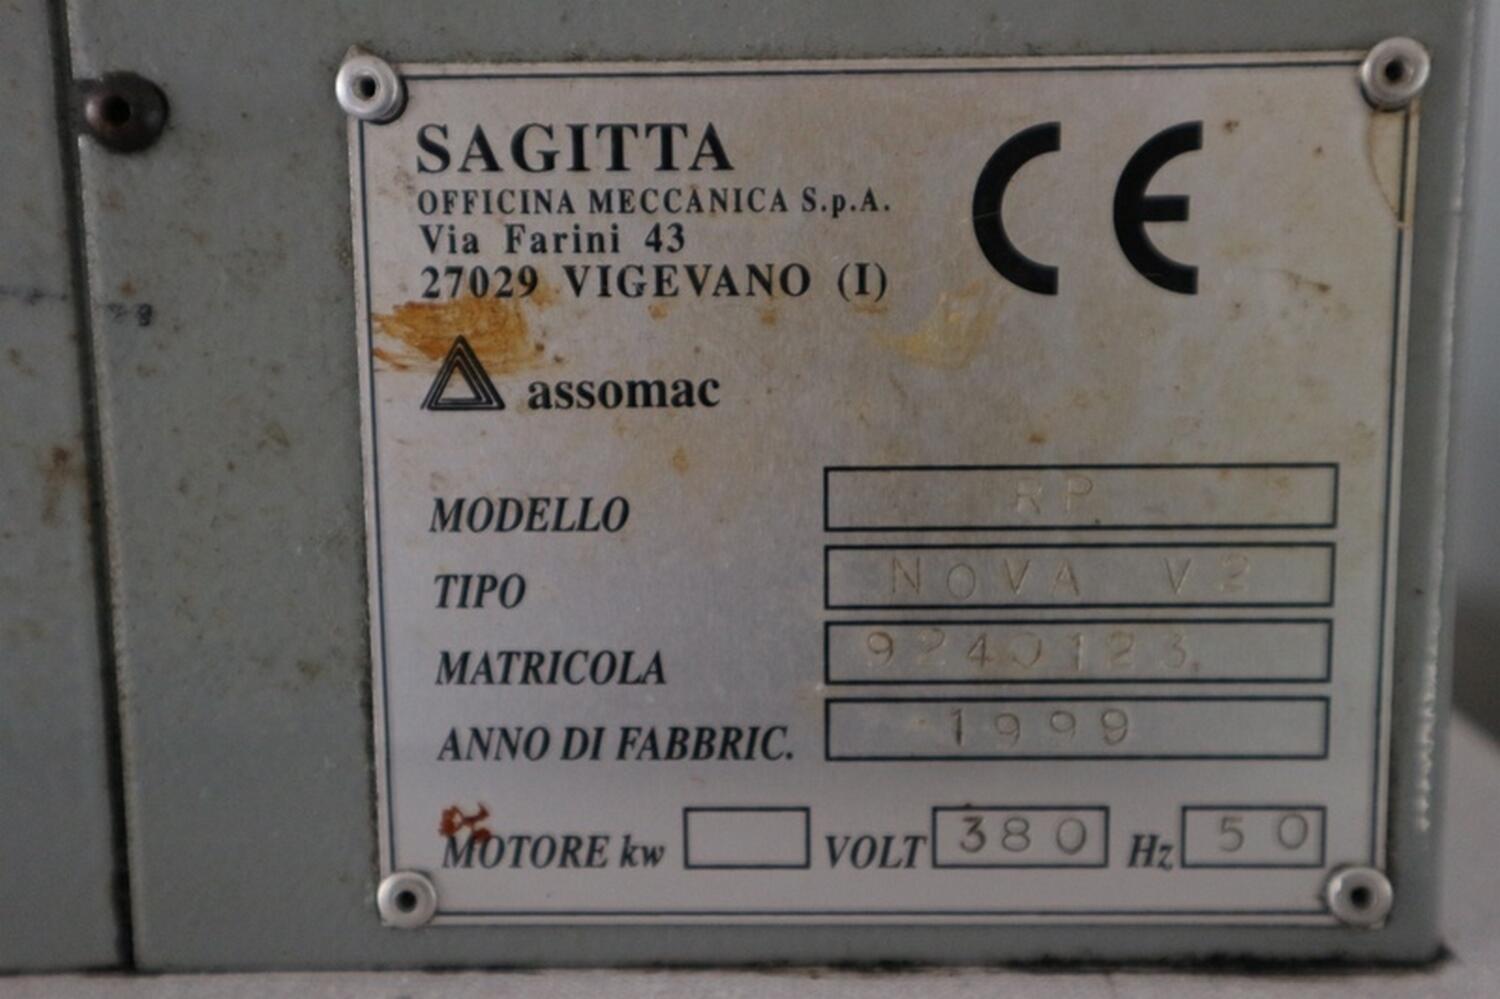 SAGITTA
OFFICINA MECCANICA S.p.A.
Via Farini 43
27029 VIGEVANO (I)
CE
assomac
MODELLO RP
TIPO NOVA V2
MATRICOLA 9240123
ANNO DI FABBRIC. 1999
MOTORE kw VOLT 380 Hz 50